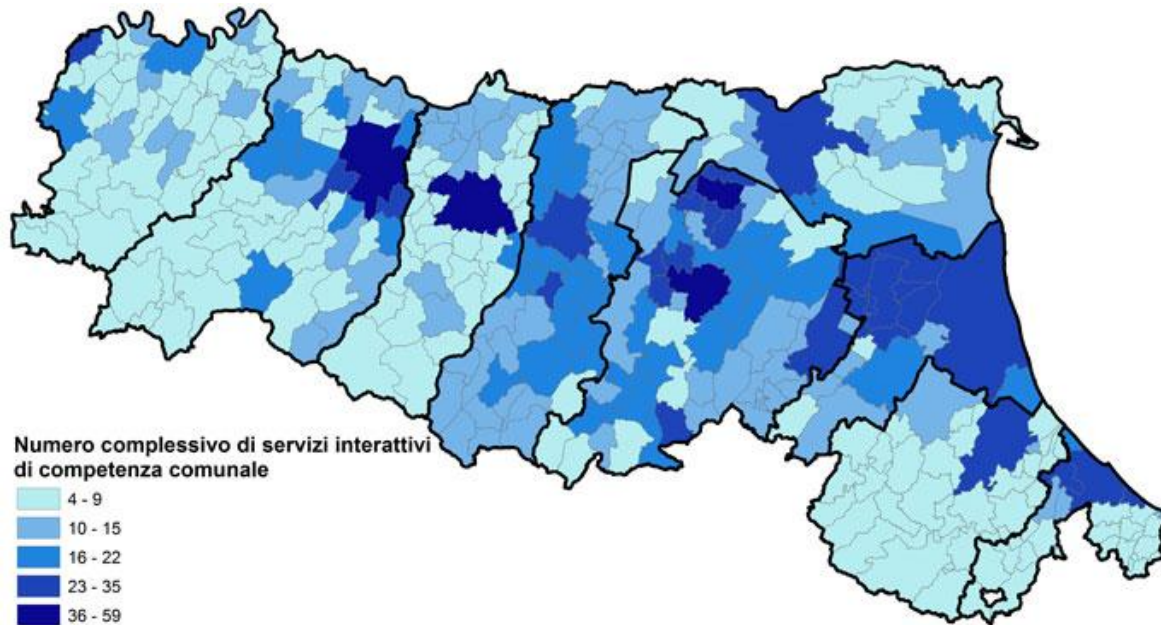 Numero complessivo di servizi interattivi
di competenza comunale
4 - 9
10 - 15
16 - 22
23 - 35
36 - 59